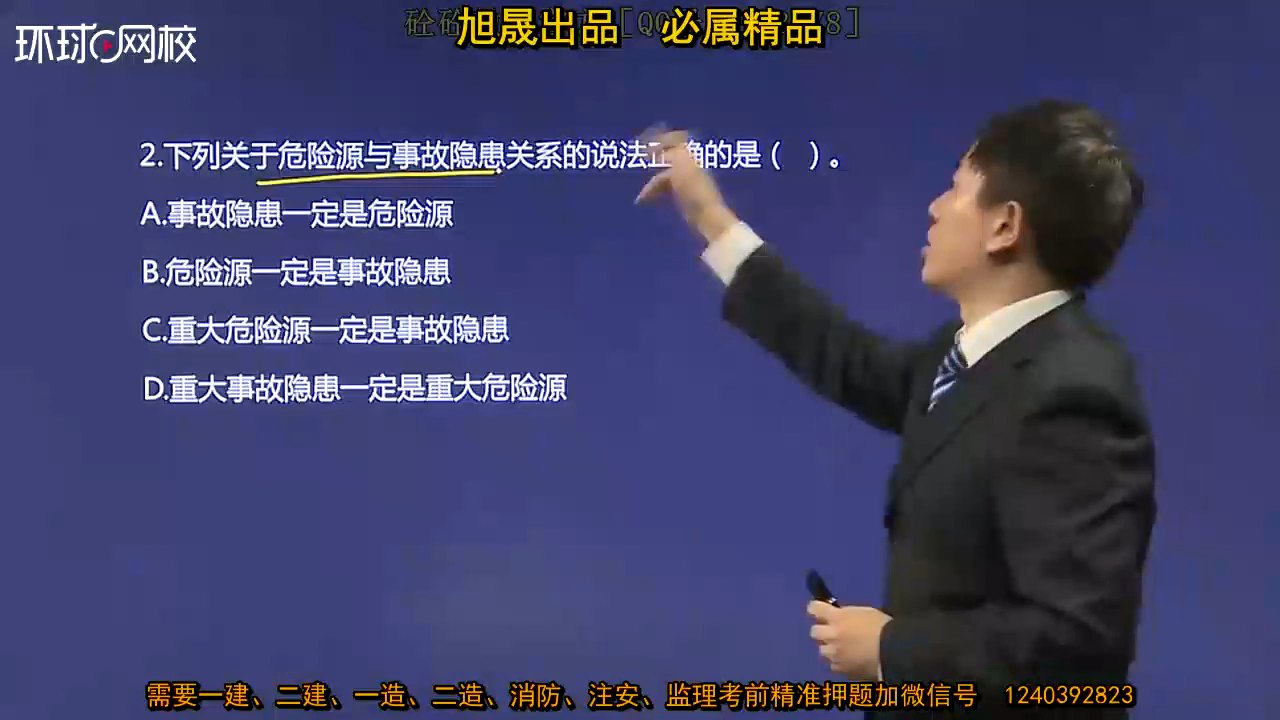 旭晟出品 必属精品
环球网校
2.下列关于危险源与事故隐患关系的说法正确的是（ ）。
A.事故隐患一定是危险源
B.危险源一定是事故隐患
C.重大危险源一定是事故隐患
D.重大事故隐患一定是重大危险源
需要一建、二建、一造、二造、消防、注安、监理考前精准押题加微信号 1240392823